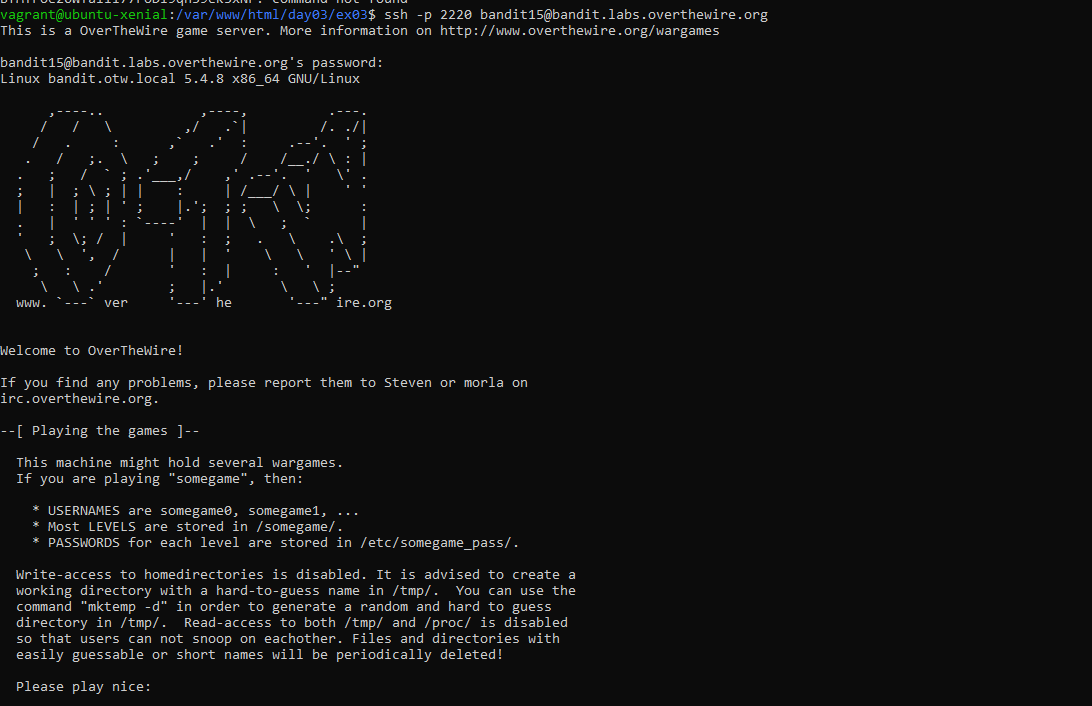 command not found
vagrant@ubuntu-xenial:/var/www/html/day03/ex03$ ssh -p 2220 bandit15@bandit.labs.overthewire.org
This is a OverTheWire game server. More information on http://www.overthewire.org/wargames
bandit15@bandit.labs.overthewire.org's password:
Linux bandit.otw.local 5.4.8 x86_64 GNU/Linux
www. ver he ire.org
Welcome to OverTheWire!
If you find any problems, please report them to Steven or morla on
irc.overthewire.org.
--[ Playing the games ]--
This machine might hold several wargames.
If you are playing "somegame", then:
* USERNAMES are somegame0, somegame1, ...
* Most LEVELS are stored in /somegame/.
* PASSWORDS for each level are stored in /etc/somegame_pass/.
Write-access to homedirectories is disabled. It is advised to create a
working directory with a hard-to-guess name in /tmp/.  You can use the
command "mktemp -d" in order to generate a random and hard to guess
directory in /tmp/.  Read-access to both /tmp/ and /proc/ is disabled
so that users can not snoop on eachother. Files and directories with
easily guessable or short names will be periodically deleted!
Please play nice: